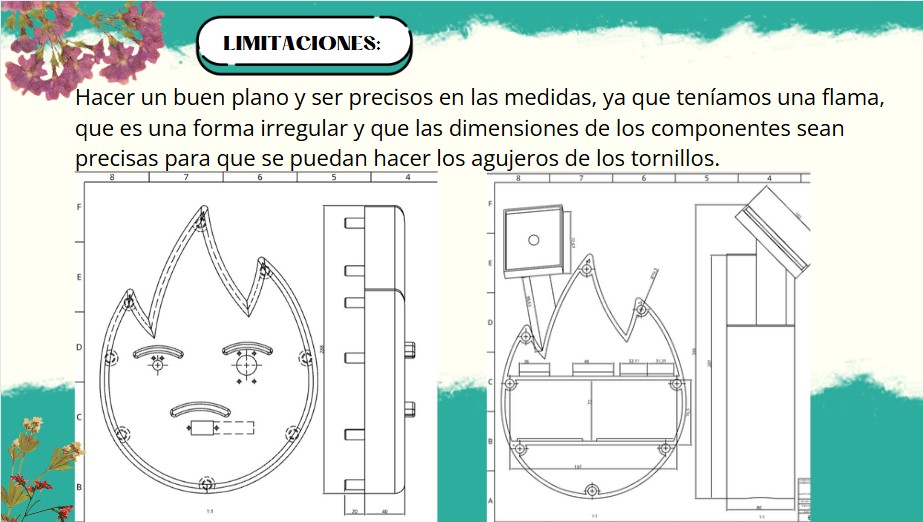 LIMITACIONES:
Hacer un buen plano y ser precisos en las medidas, ya que teníamos una flama,
que es una forma irregular y que las dimensiones de los componentes sean
precisas para que se puedan hacer los agujeros de los tornillos.
8 7 6 5 4
F
E
D
C
B
20 40
1:1
8 7 6 5 4
F
E
D
C
B
A
1:1